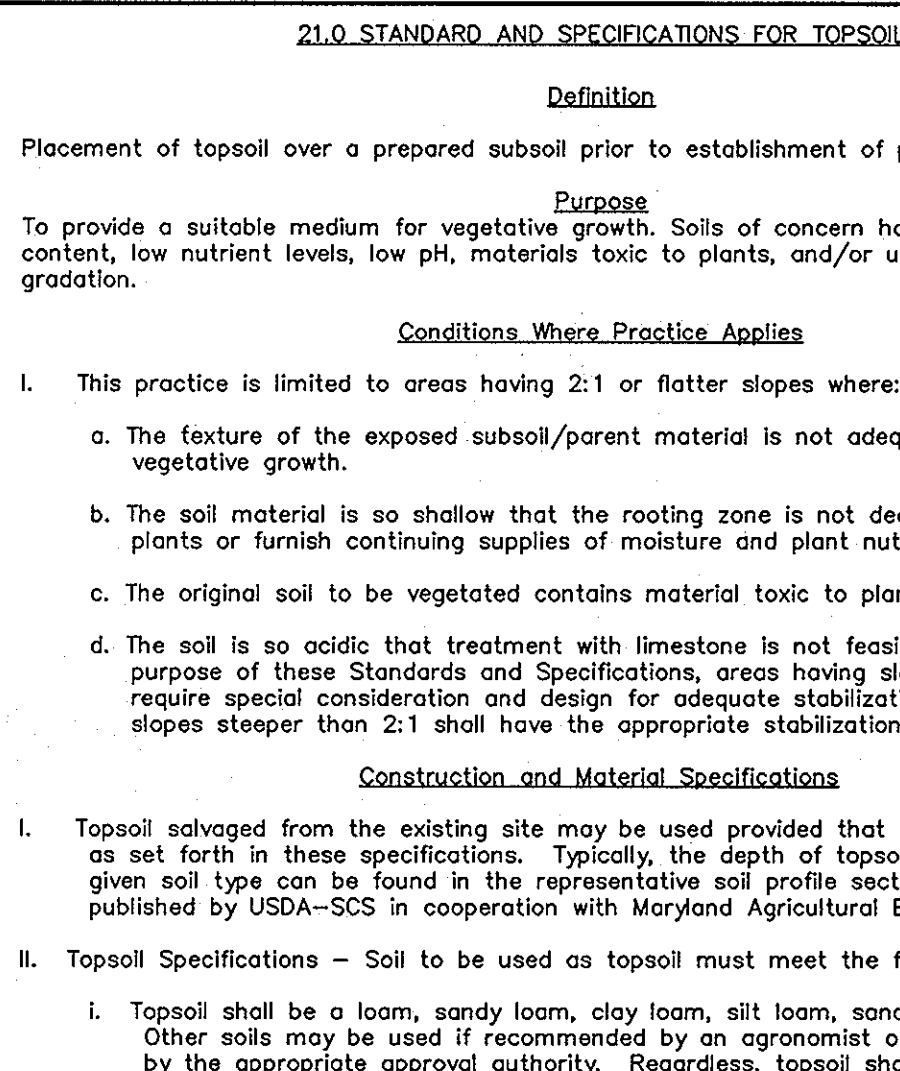 21.0 STANDARD AND SPECIFICATIONS FOR TOPSOIL
Definition
Placement of topsoil over a prepared subsoil prior to establishment of
Purpose
To provide a suitable medium for vegetative growth. Soils of concern
content, low nutrient levels, low pH, materials toxic to plants, and/or
gradation.
Conditions Where Practice Applies
I. This practice is limited to areas having 2:1 or flatter slopes where:
a. The texture of the exposed subsoil/parent material is not
vegetative growth.
b. The soil material is so shallow that the rooting zone is not
plants or furnish continuing supplies of moisture and plant
c. The original soil to be vegetated contains material toxic to
d. The soil is so acidic that treatment with limestone is not
purpose of these Standards and Specifications, areas having
require special consideration and design for adequate
slopes steeper than 2:1 shall have the appropriate stabilization
Construction and Material Specifications
I. Topsoil salvaged from the existing site may be used provided that
as set forth in these specifications. Typically, the depth of
given soil type can be found in the representative soil profile
published by USDA-SCS in cooperation with Maryland Agricultural
II. Topsoil Specifications – Soil to be used as topsoil must meet the
i. Topsoil shall be a loam, sandy loam, clay loam, silt loam,
Other soils may be used if recommended by an agronomist
by the appropriate approval authority. Regardless, topsoil